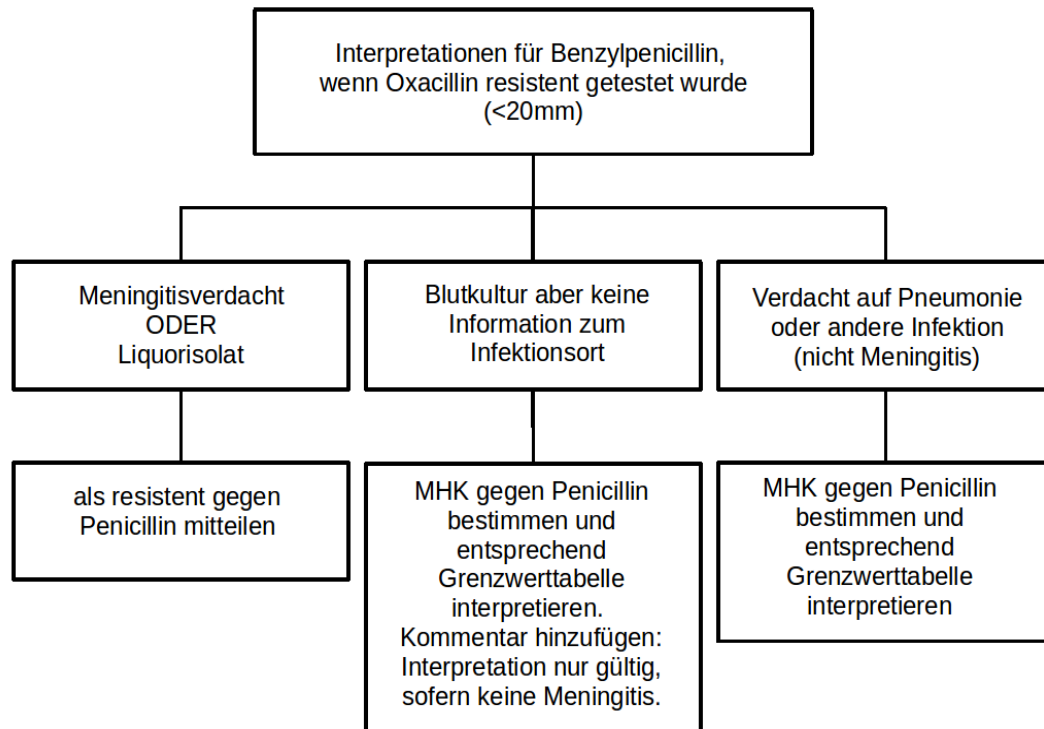 Interpretationen für Benzylpenicillin,
wenn Oxacillin resistent getestet wurde
(<20mm)
Meningitisverdacht
ODER
Liquorisolat
Blutkultur aber keine
Information zum
Infektionsort
Verdacht auf Pneumonie
oder andere Infektion
(nicht Meningitis)
als resistent gegen
Penicillin mitteilen
MHK gegen Penicillin
bestimmen und
entsprechend
Grenzwerttabelle
interpretieren.
Kommentar hinzufügen:
Interpretation nur gültig,
sofern keine Meningitis.
MHK gegen Penicillin
bestimmen und
entsprechend
Grenzwerttabelle
interpretieren